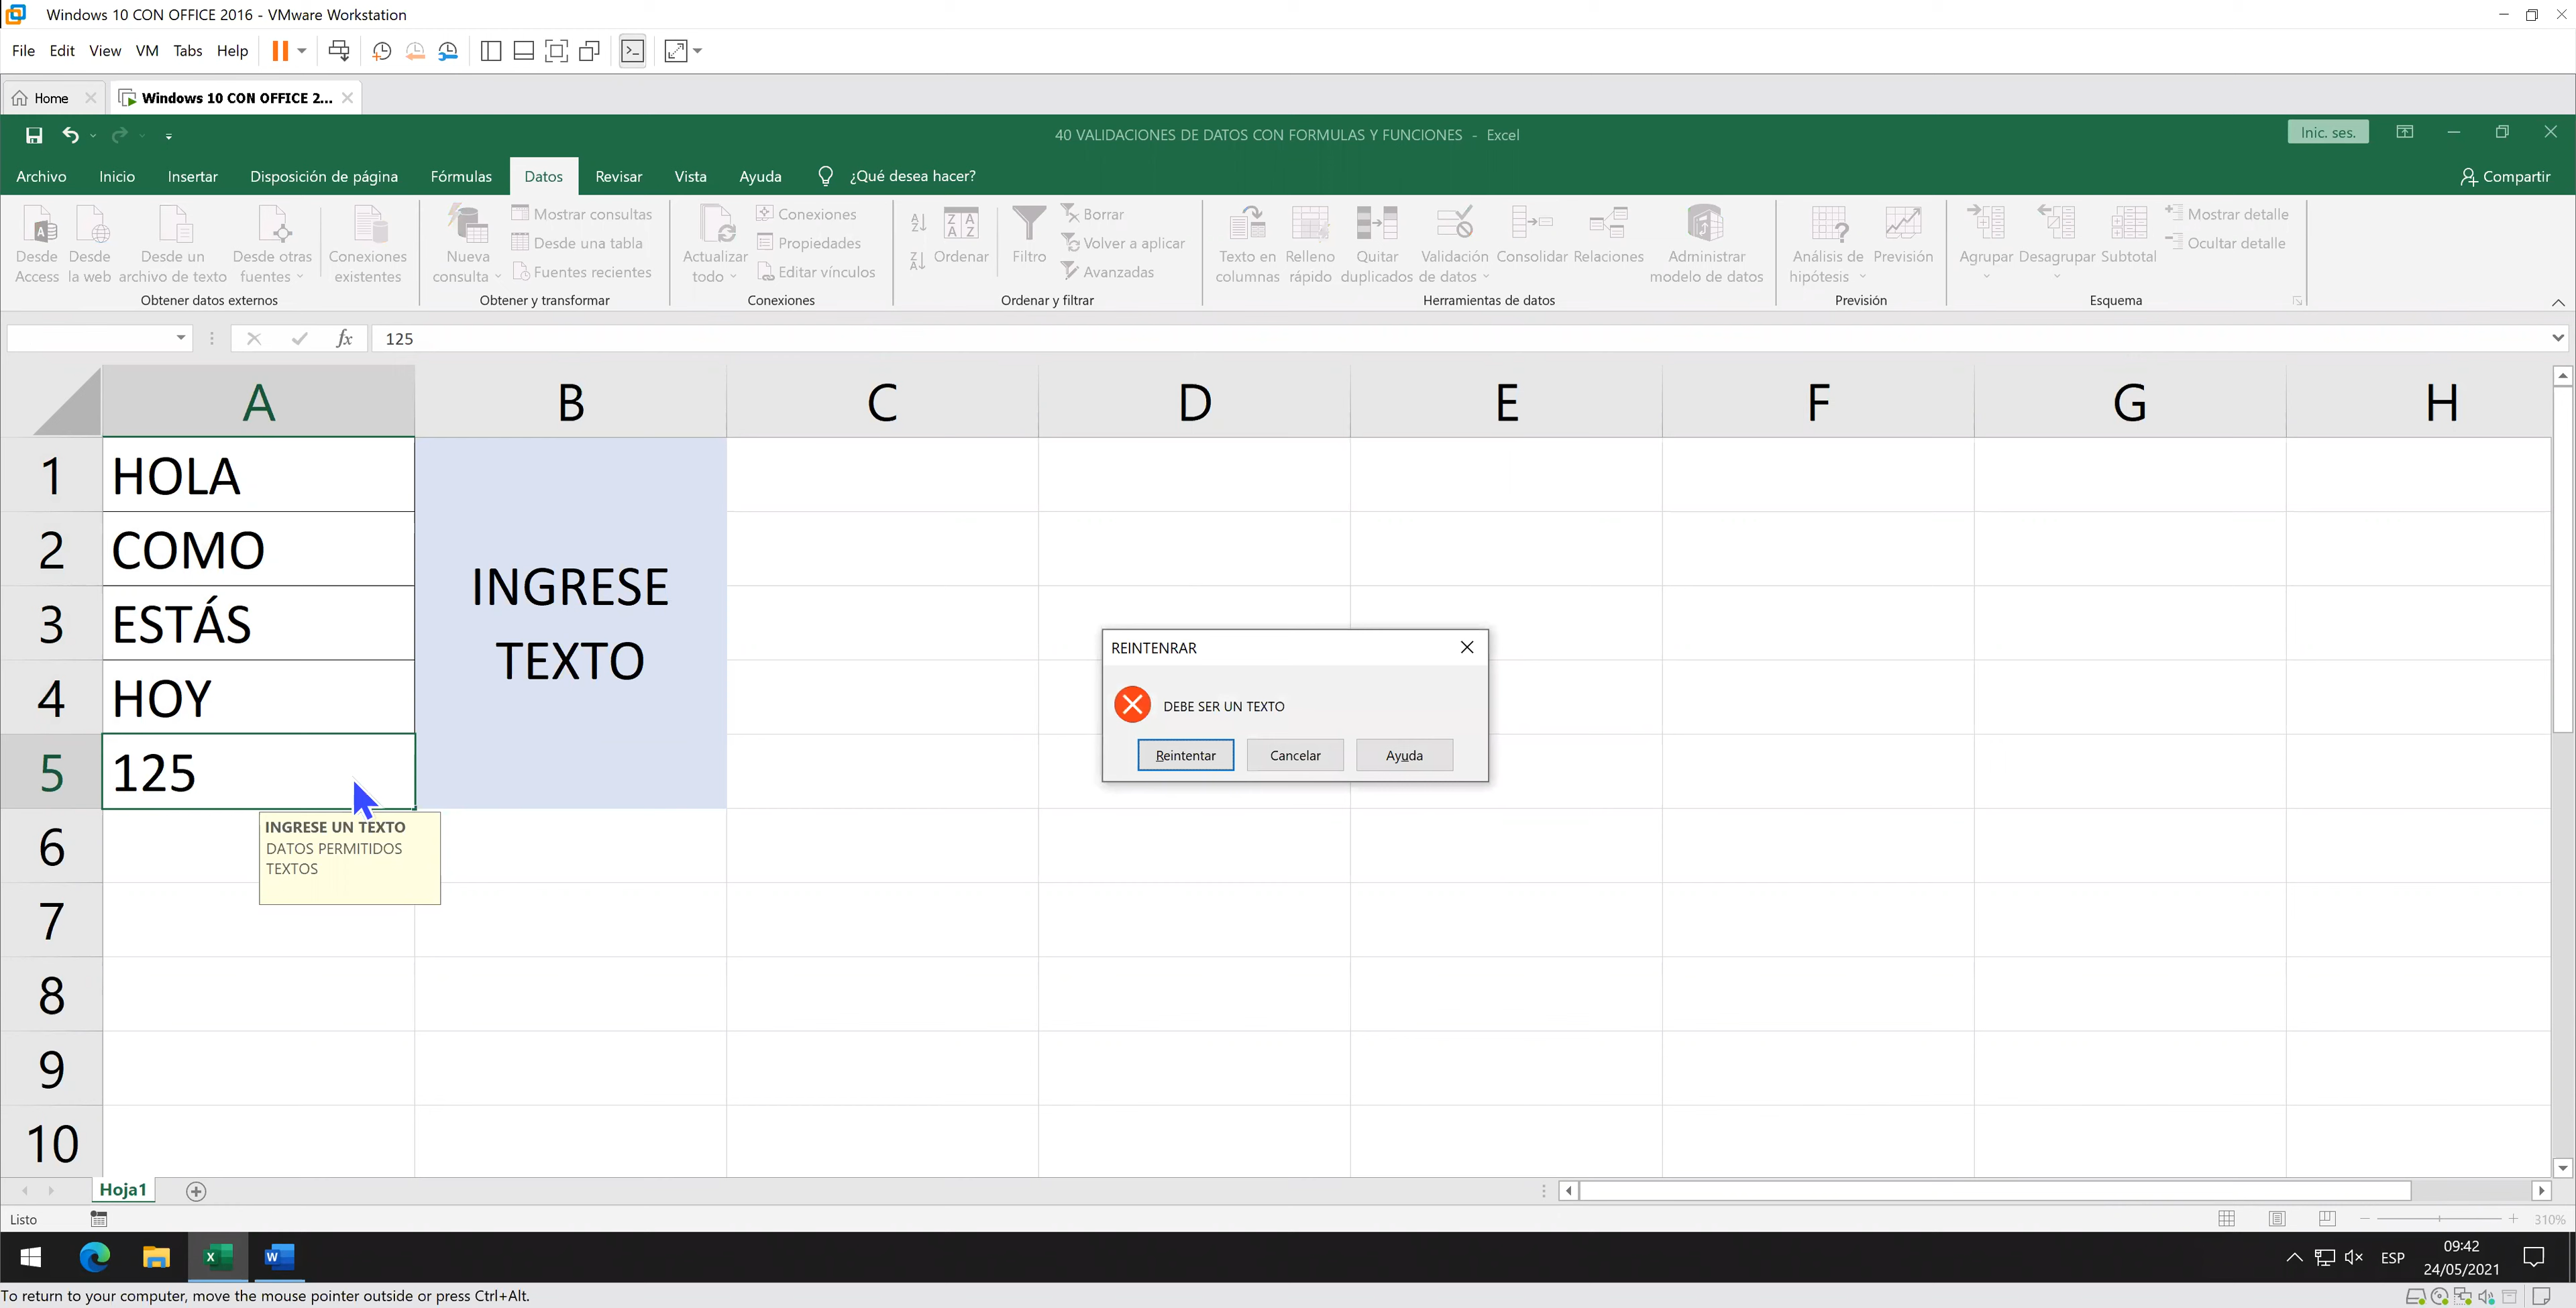 Windows 10 CON OFFICE 2016 - VMware Workstation
File Edit View VM Tabs Help
Home Windows 10 CON OFFICE 2...
40 VALIDACIONES DE DATOS CON FORMULAS Y FUNCIONES - Excel Inic. ses.
Archivo Inicio Insertar Disposición de página Fórmulas Datos Revisar Vista Ayuda ¿Qué desea hacer? Compartir
Desde Access
Desde la web
Desde un archivo de texto
Desde otras fuentes
Conexiones existentes
Obtener datos externos
Nueva consulta
Mostrar consultas
Desde una tabla
Fuentes recientes
Obtener y transformar
Actualizar todo
Conexiones
Propiedades
Editar vínculos
Conexiones
Ordenar
Filtro
Borrar
Volver a aplicar
Avanzadas
Ordenar y filtrar
Texto en columnas
Relleno rápido
Quitar duplicados
Validación de datos
Consolidar
Relaciones
Administrar modelo de datos
Herramientas de datos
Análisis de hipótesis
Previsión
Previsión
Agrupar
Desagrupar
Subtotal
Mostrar detalle
Ocultar detalle
Esquema
fx 125
A B C D E F G H
1 HOLA
2 COMO
3 ESTÁS
4 HOY
5 125
INGRESE
TEXTO
INGRESE UN TEXTO
DATOS PERMITIDOS
TEXTOS
REINTENRAR
DEBE SER UN TEXTO
Reintentar Cancelar Ayuda
6
7
8
9
10
Hoja1
Listo 310%
ESP 09:42
24/05/2021
To return to your computer, move the mouse pointer outside or press Ctrl+Alt.